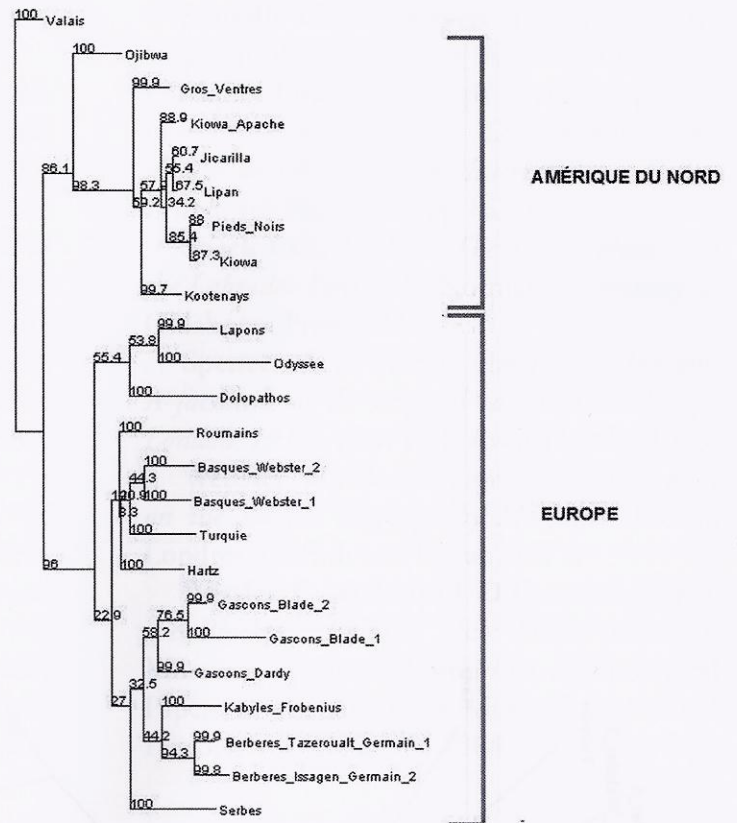 100 Valais
100 Ojibwa
99.9 Gros_Ventres
88.9 Kiowa_Apache
60.7 Jicarilla
55.4
86.1
98.3
57.
67.5 Lipan
59.2
34.2
88 Pieds_Noirs
85.4
87.3 Kiowa
99.7 Kootenays
AMÉRIQUE DU NORD
99.9 Lapons
53.8
55.4
100 Odyssee
100 Dolopathos
100 Roumains
100 Basques_Webster_2
44.3
100 Basques_Webster_1
3.3
100 Turquie
EUROPE
96
100 Hartz
99.9 Gascons_Blade_2
76.5
22.9
58.2
100 Gascons_Blade_1
99.9 Gascons_Dardy
32.5
27
100 Kabyles_Frobenius
44.2
99.9 Berberes_Tazeroualt_Germain_1
94.3
99.8 Berberes_Issagen_Germain_2
100 Serbes